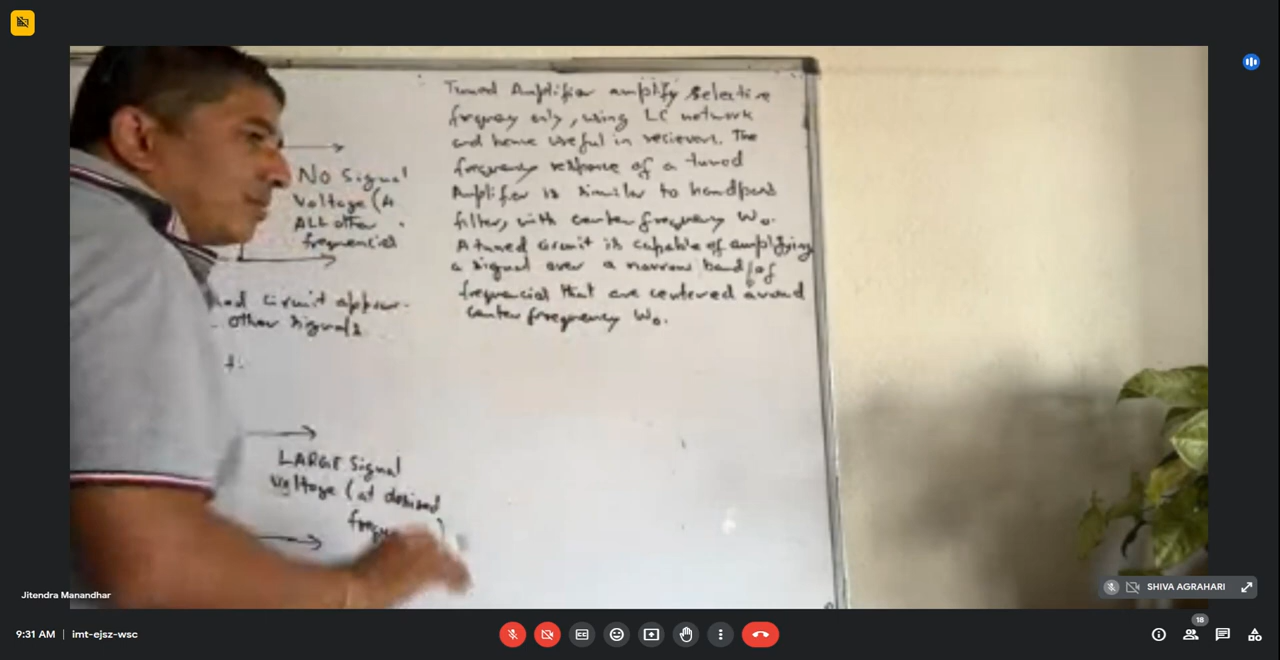 Tuned Amplifier amplify selective
freqney only, using LC network
and hence useful in recievers. The
frequency response of a tuned
Amplifier is similar to bandpass
filter, with center frequency Wo.
A tuned circuit is capable of amplifying
a signal over a narrow band of
frequencies that are centered around
center frequency Wo.
NO Signal
Voltage (
ALL other
frequencies
circuit appear-
other signals
t.
LARGE Signal
Voltage (at desired
Jitendra Manandhar
SHIVA AGRAHARI
9:31 AM | imt-ejsz-wsc
18